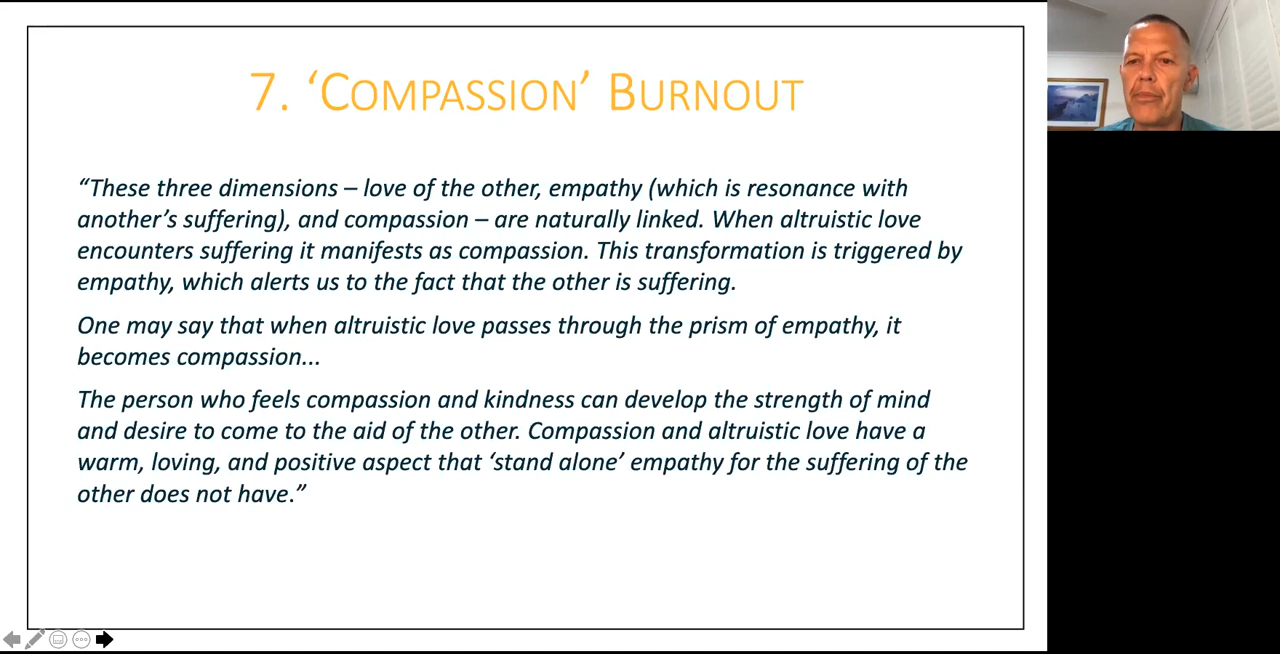 7. ‘COMPASSION’ BURNOUT
“These three dimensions – love of the other, empathy (which is resonance with
another’s suffering), and compassion – are naturally linked. When altruistic love
encounters suffering it manifests as compassion. This transformation is triggered by
empathy, which alerts us to the fact that the other is suffering.
One may say that when altruistic love passes through the prism of empathy, it
becomes compassion...
The person who feels compassion and kindness can develop the strength of mind
and desire to come to the aid of the other. Compassion and altruistic love have a
warm, loving, and positive aspect that ‘stand alone’ empathy for the suffering of the
other does not have.”